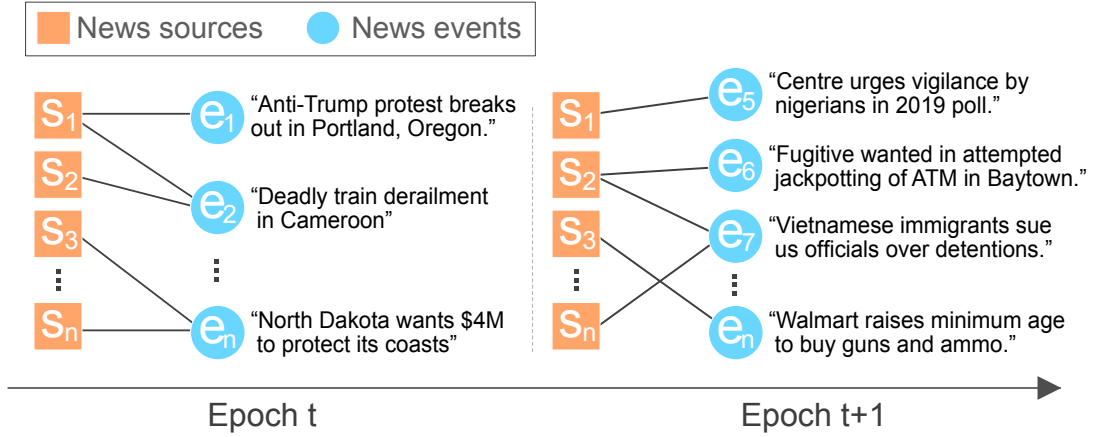 News sources News events
S1
e1
"Anti-Trump protest breaks
out in Portland, Oregon."
S2
e2
"Deadly train derailment
in Cameroon"
S3
Sn
en
"North Dakota wants $4M
to protect its coasts"
Epoch t
S1
e5
"Centre urges vigilance by
nigerians in 2019 poll."
S2
e6
"Fugitive wanted in attempted
jackpotting of ATM in Baytown."
S3
e7
"Vietnamese immigrants sue
us officials over detentions."
Sn
en
"Walmart raises minimum age
to buy guns and ammo."
Epoch t+1